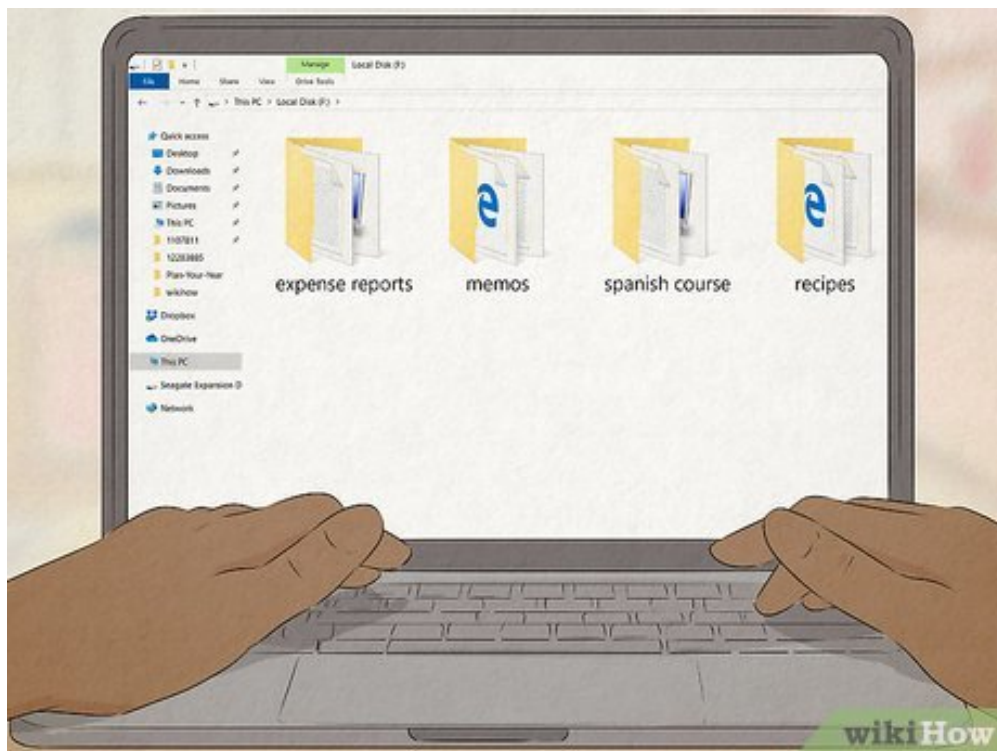 Manage Local Disk (F:)
File Home Share View Drive Tools
This PC > Local Disk (F:) >
Quick access
Desktop
Downloads
Documents
Pictures
This PC
1107811
12203885
Plan-Your-Year
wikihow
Dropbox
OneDrive
This PC
Seagate Expansion D
Network
expense reports
memos
spanish course
recipes
wikiHow